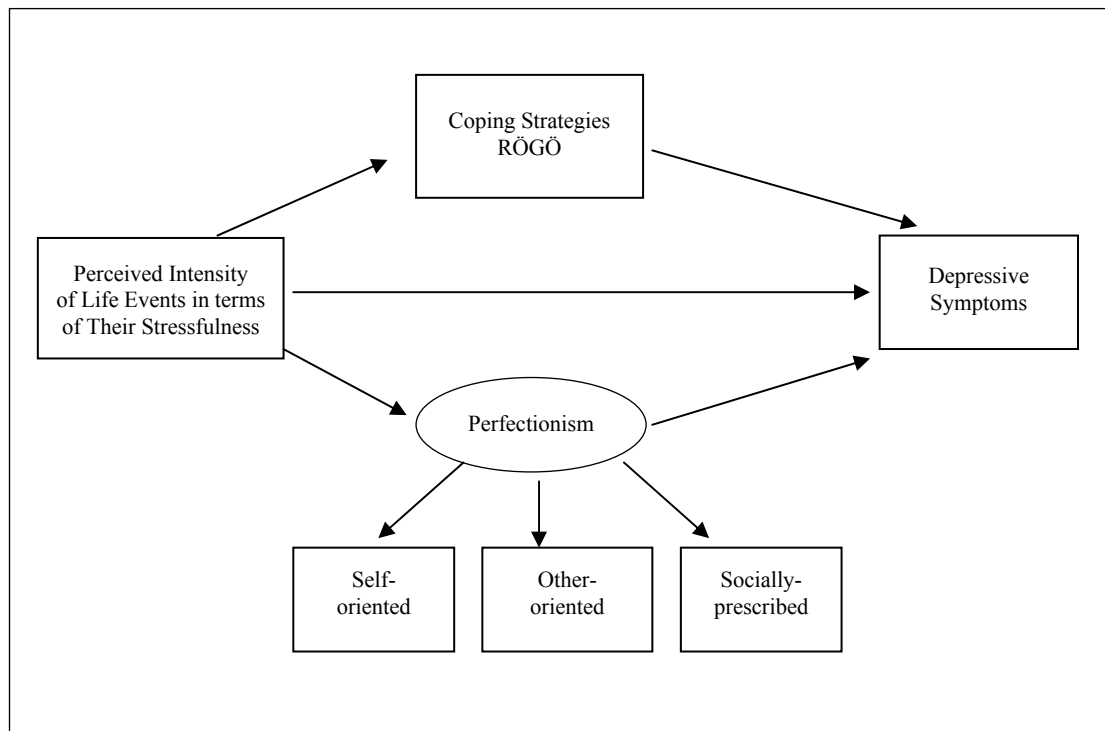 Coping Strategies
RÖGÖ
Perceived Intensity
of Life Events in terms
of Their Stressfulness
Depressive
Symptoms
Perfectionism
Self-
oriented
Other-
oriented
Socially-
prescribed